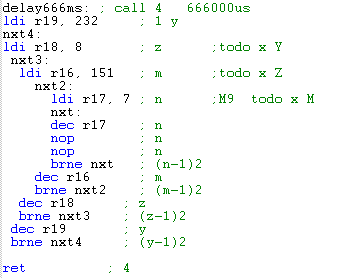 delay666ms: ; call 4   666000us
ldi r19, 232     ; 1 y
nxt4:
ldi r18, 8     ; z      ;todo x Y
 nxt3:
  ldi r16, 151   ; m      ;todo x Z
    nxt2:
      ldi r17, 7 ; n      ;M9  todo x M
      nxt:
      dec r17    ; n
      nop        ; n
      nop        ; n
      brne nxt   ; (n-1)2
    dec r16      ; m
    brne nxt2    ; (m-1)2
  dec r18     ; z
  brne nxt3    ; (z-1)2
 dec r19       ; y
 brne nxt4     ; (y-1)2
ret          ; 4